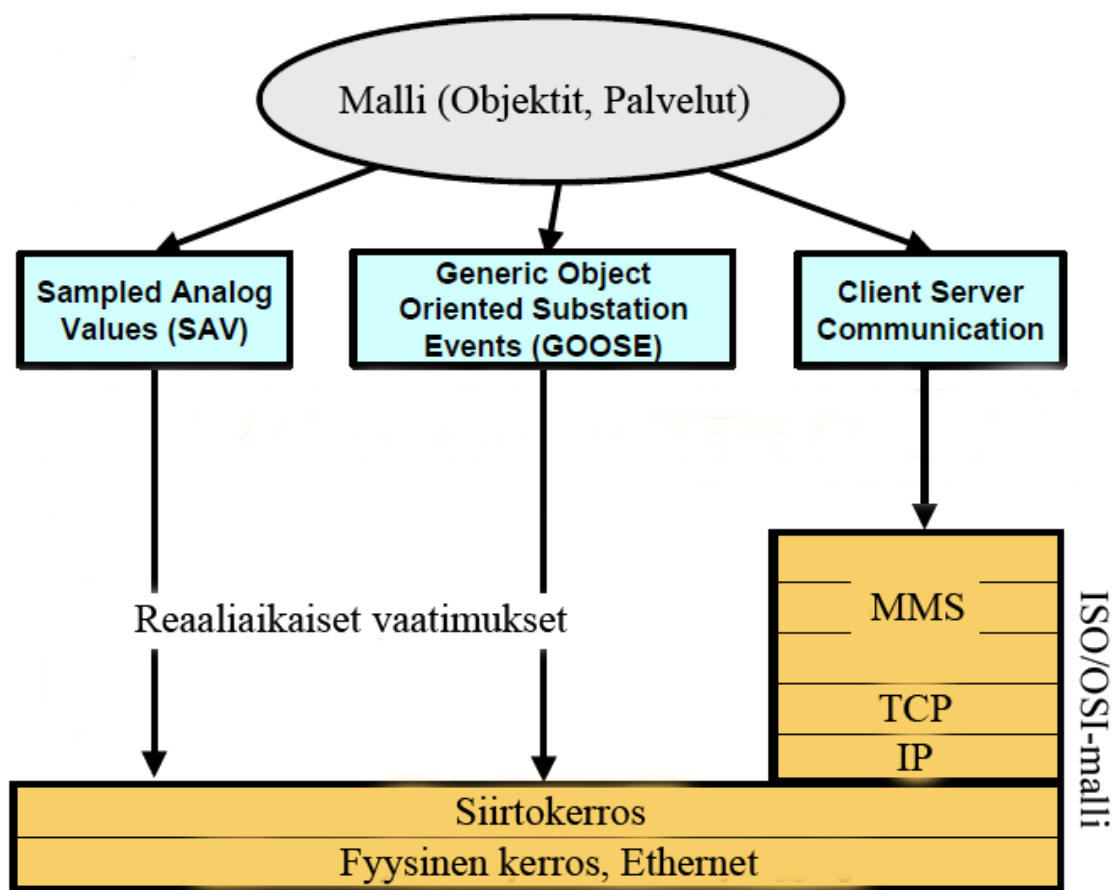 Malli (Objektit, Palvelut)
Sampled Analog
Values (SAV)
Generic Object
Oriented Substation
Events (GOOSE)
Client Server
Communication
Reaaliaikaiset vaatimukset
MMS
TCP
IP
ISO/OSI-malli
Siirtokerros
Fyysinen kerros, Ethernet